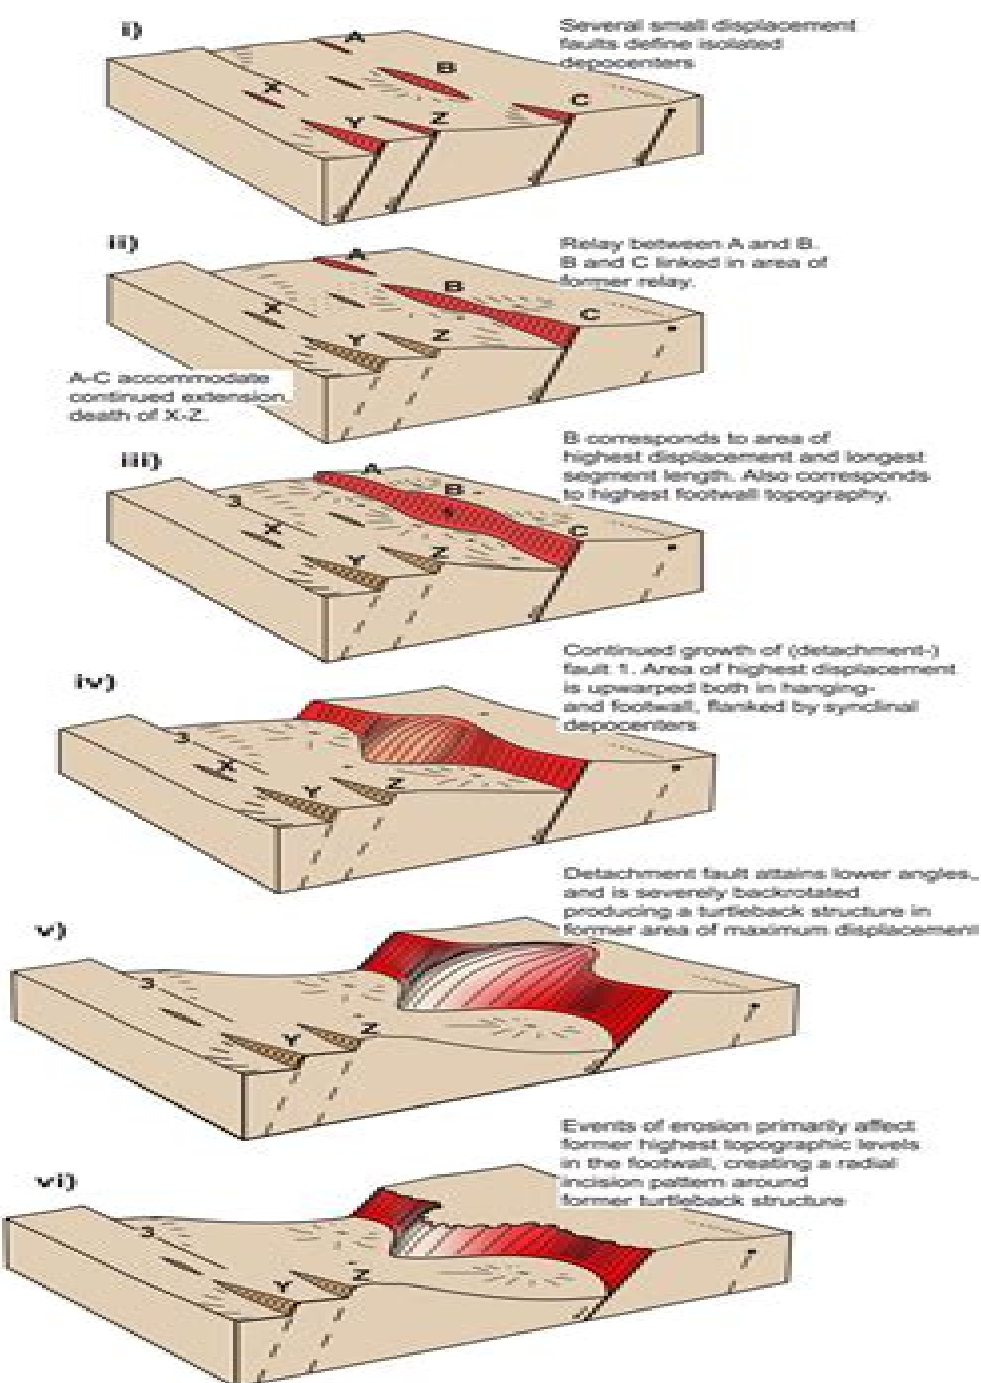 i)
A
B
C
X
Y
Z
Several small displacement
faults define isolated
depocenters
ii)
A
B
C
X
Y
Z
Relay between A and B.
B and C linked in area of
former relay.
A-C accommodate
continued extension,
death of X-Z.
iii)
A
B
C
3
X
Y
Z
B corresponds to area of
highest displacement and longest
segment length. Also corresponds
to highest footwall topography.
iv)
3
X
Y
Z
Continued growth of (detachment-)
fault 1. Area of highest displacement
is upwarped both in hanging-
and footwall, flanked by synclinal
depocenters
v)
3
Y
Z
Detachment fault attains lower angles,
and is severely backrotated
producing a turtleback structure in
former area of maximum displacement
vi)
3
Y
Z
Events of erosion primarily affect
former highest topographic levels
in the footwall, creating a radial
incision pattern around
former turtleback structure